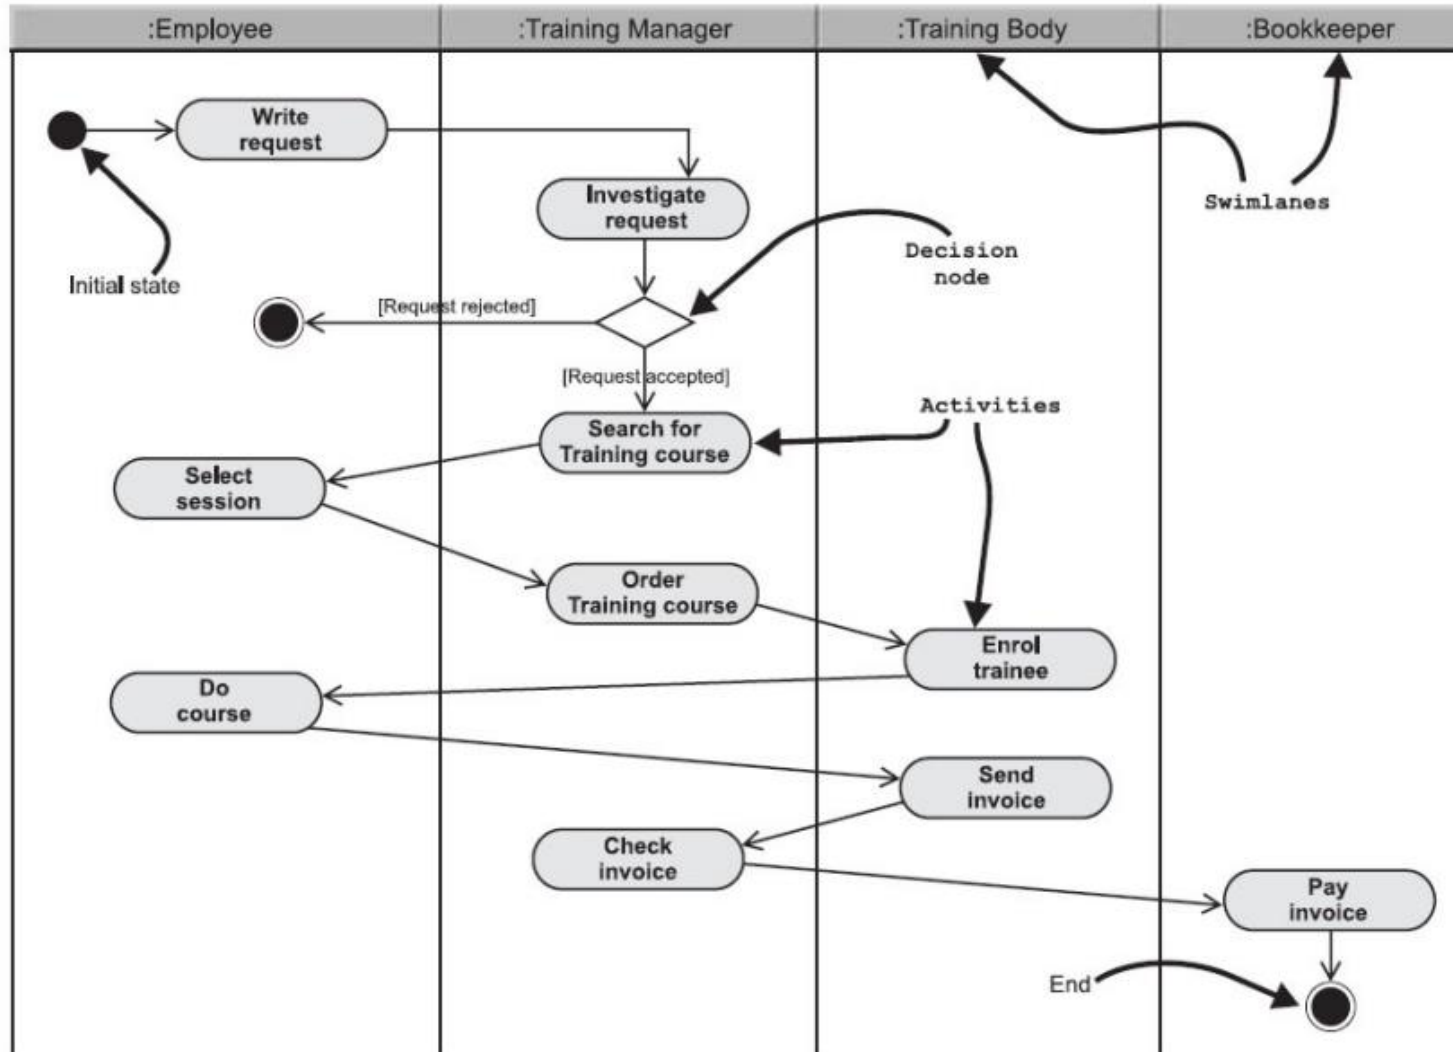 :Employee
:Training Manager
:Training Body
:Bookkeeper
Write
request
Investigate
request
Swimlanes
Decision
node
Initial state
[Request rejected]
[Request accepted]
Activities
Search for
Training course
Select
session
Order
Training course
Enrol
trainee
Do
course
Send
invoice
Check
invoice
Pay
invoice
End